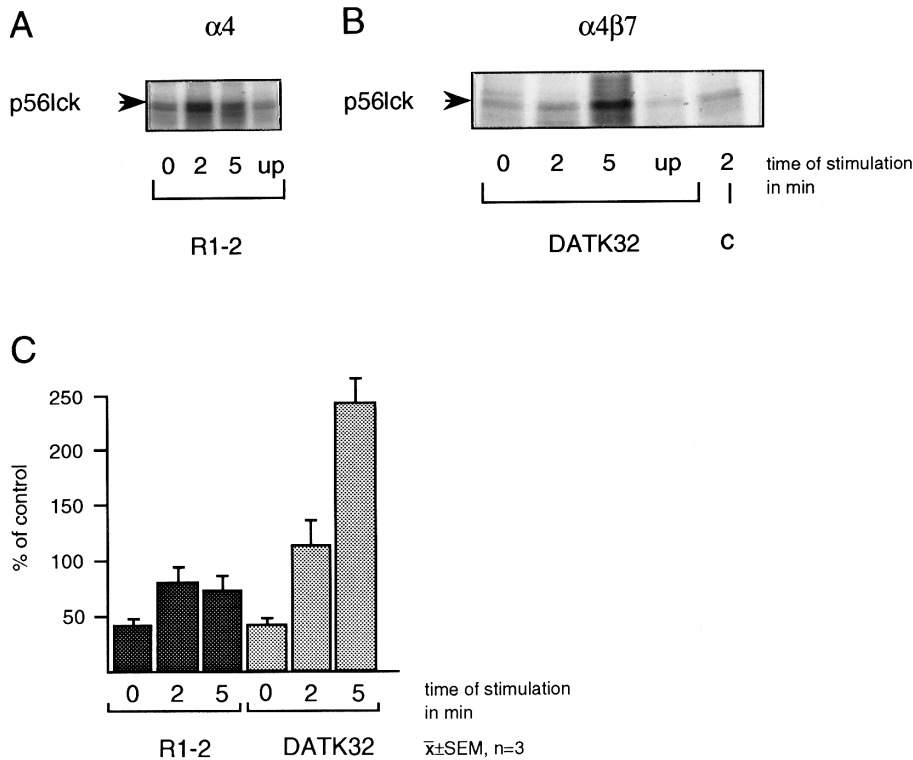 A
α4
p56lck
0 2 5 up
R1-2
B
α4β7
p56lck
0 2 5 up 2
time of stimulation
in min
DATK32
c
C
% of control
250
200
150
100
50
0 2 5 0 2 5
time of stimulation
in min
R1-2
DATK32
x̄±SEM, n=3